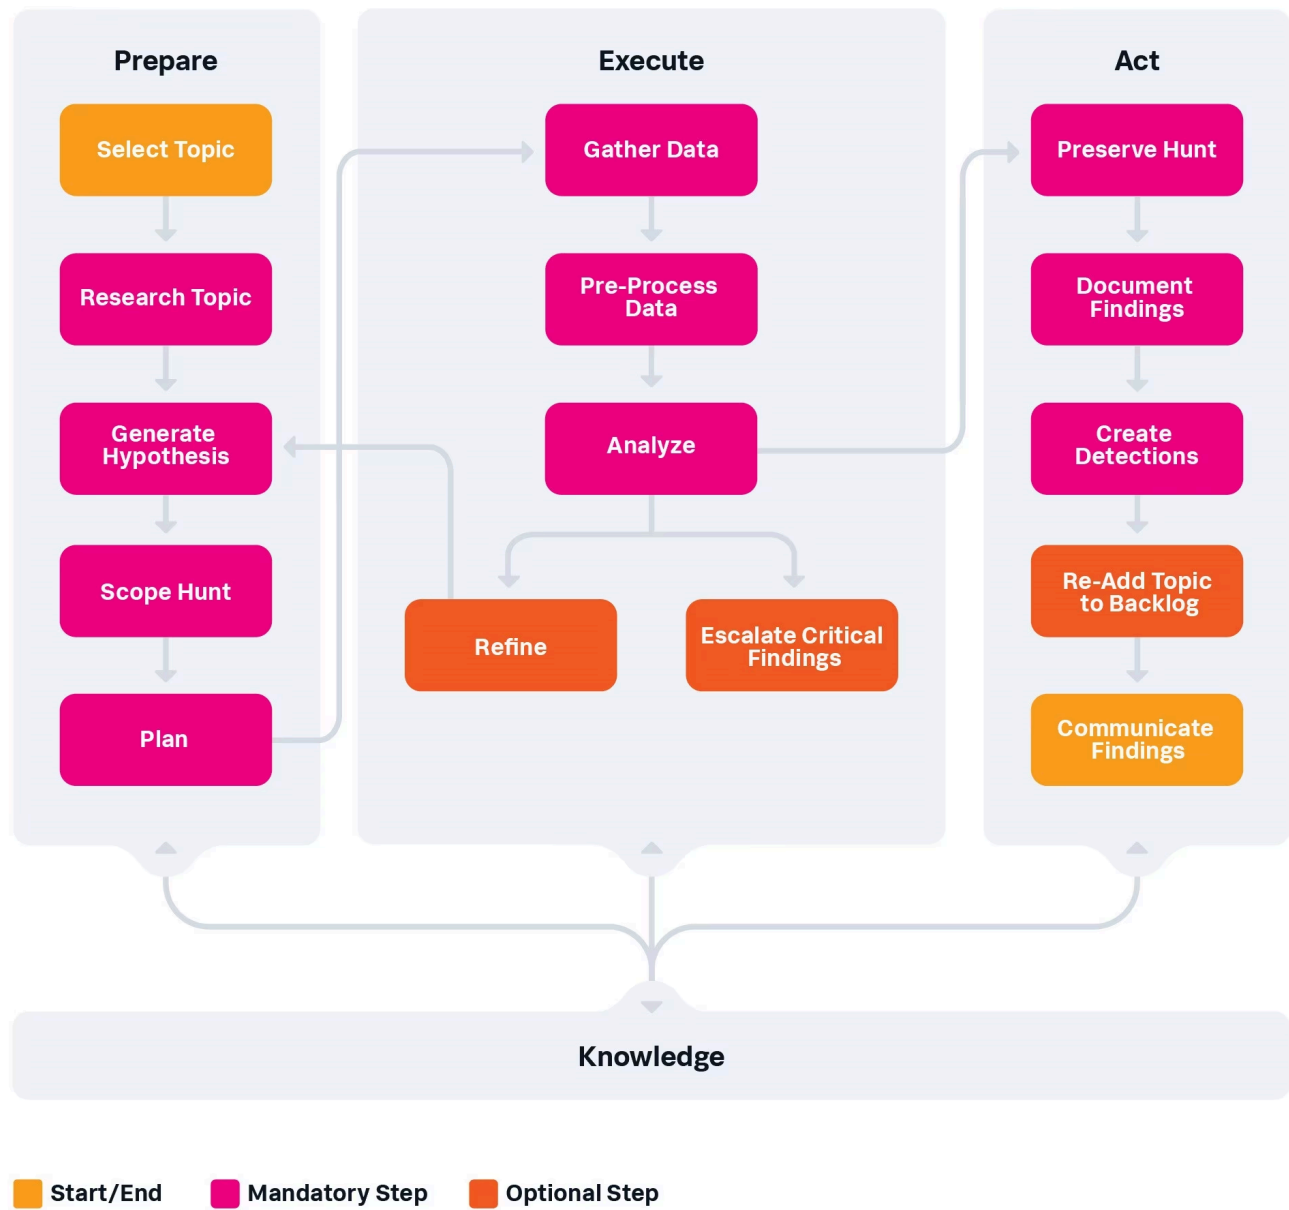 Prepare
Select Topic
Research Topic
Generate
Hypothesis
Scope Hunt
Plan
Execute
Gather Data
Pre-Process
Data
Analyze
Refine
Escalate Critical
Findings
Act
Preserve Hunt
Document
Findings
Create
Detections
Re-Add Topic
to Backlog
Communicate
Findings
Knowledge
Start/End
Mandatory Step
Optional Step